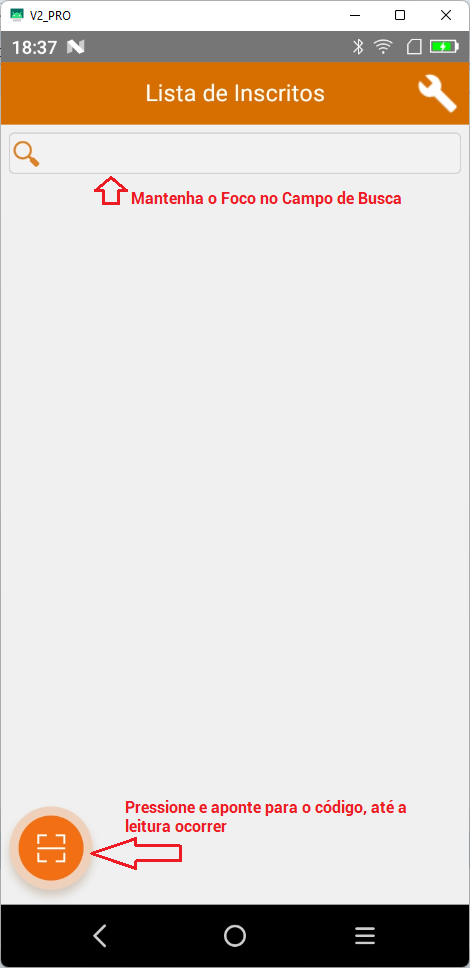 V2_PRO
18:37
Lista de Inscritos
Mantenha o Foco no Campo de Busca
Pressione e aponte para o código, até a
leitura ocorrer